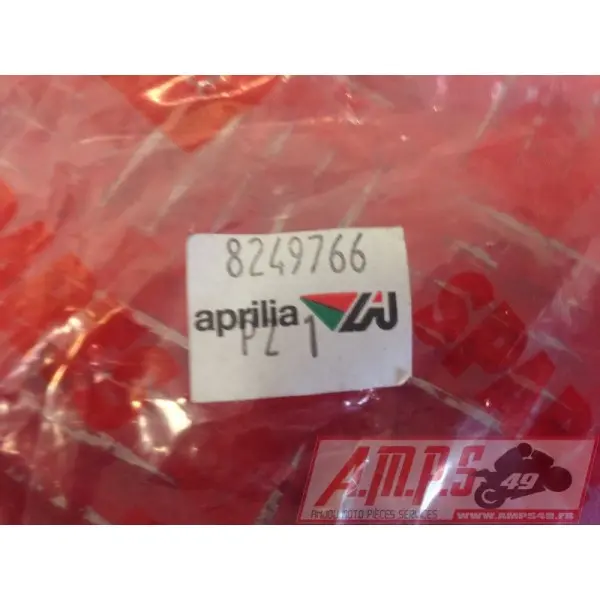 8249766
aprilia
PZ 1
A.M.P.S
49
ANJOU MOTO PIÈCES SERVICES
WWW.AMPS49.FR